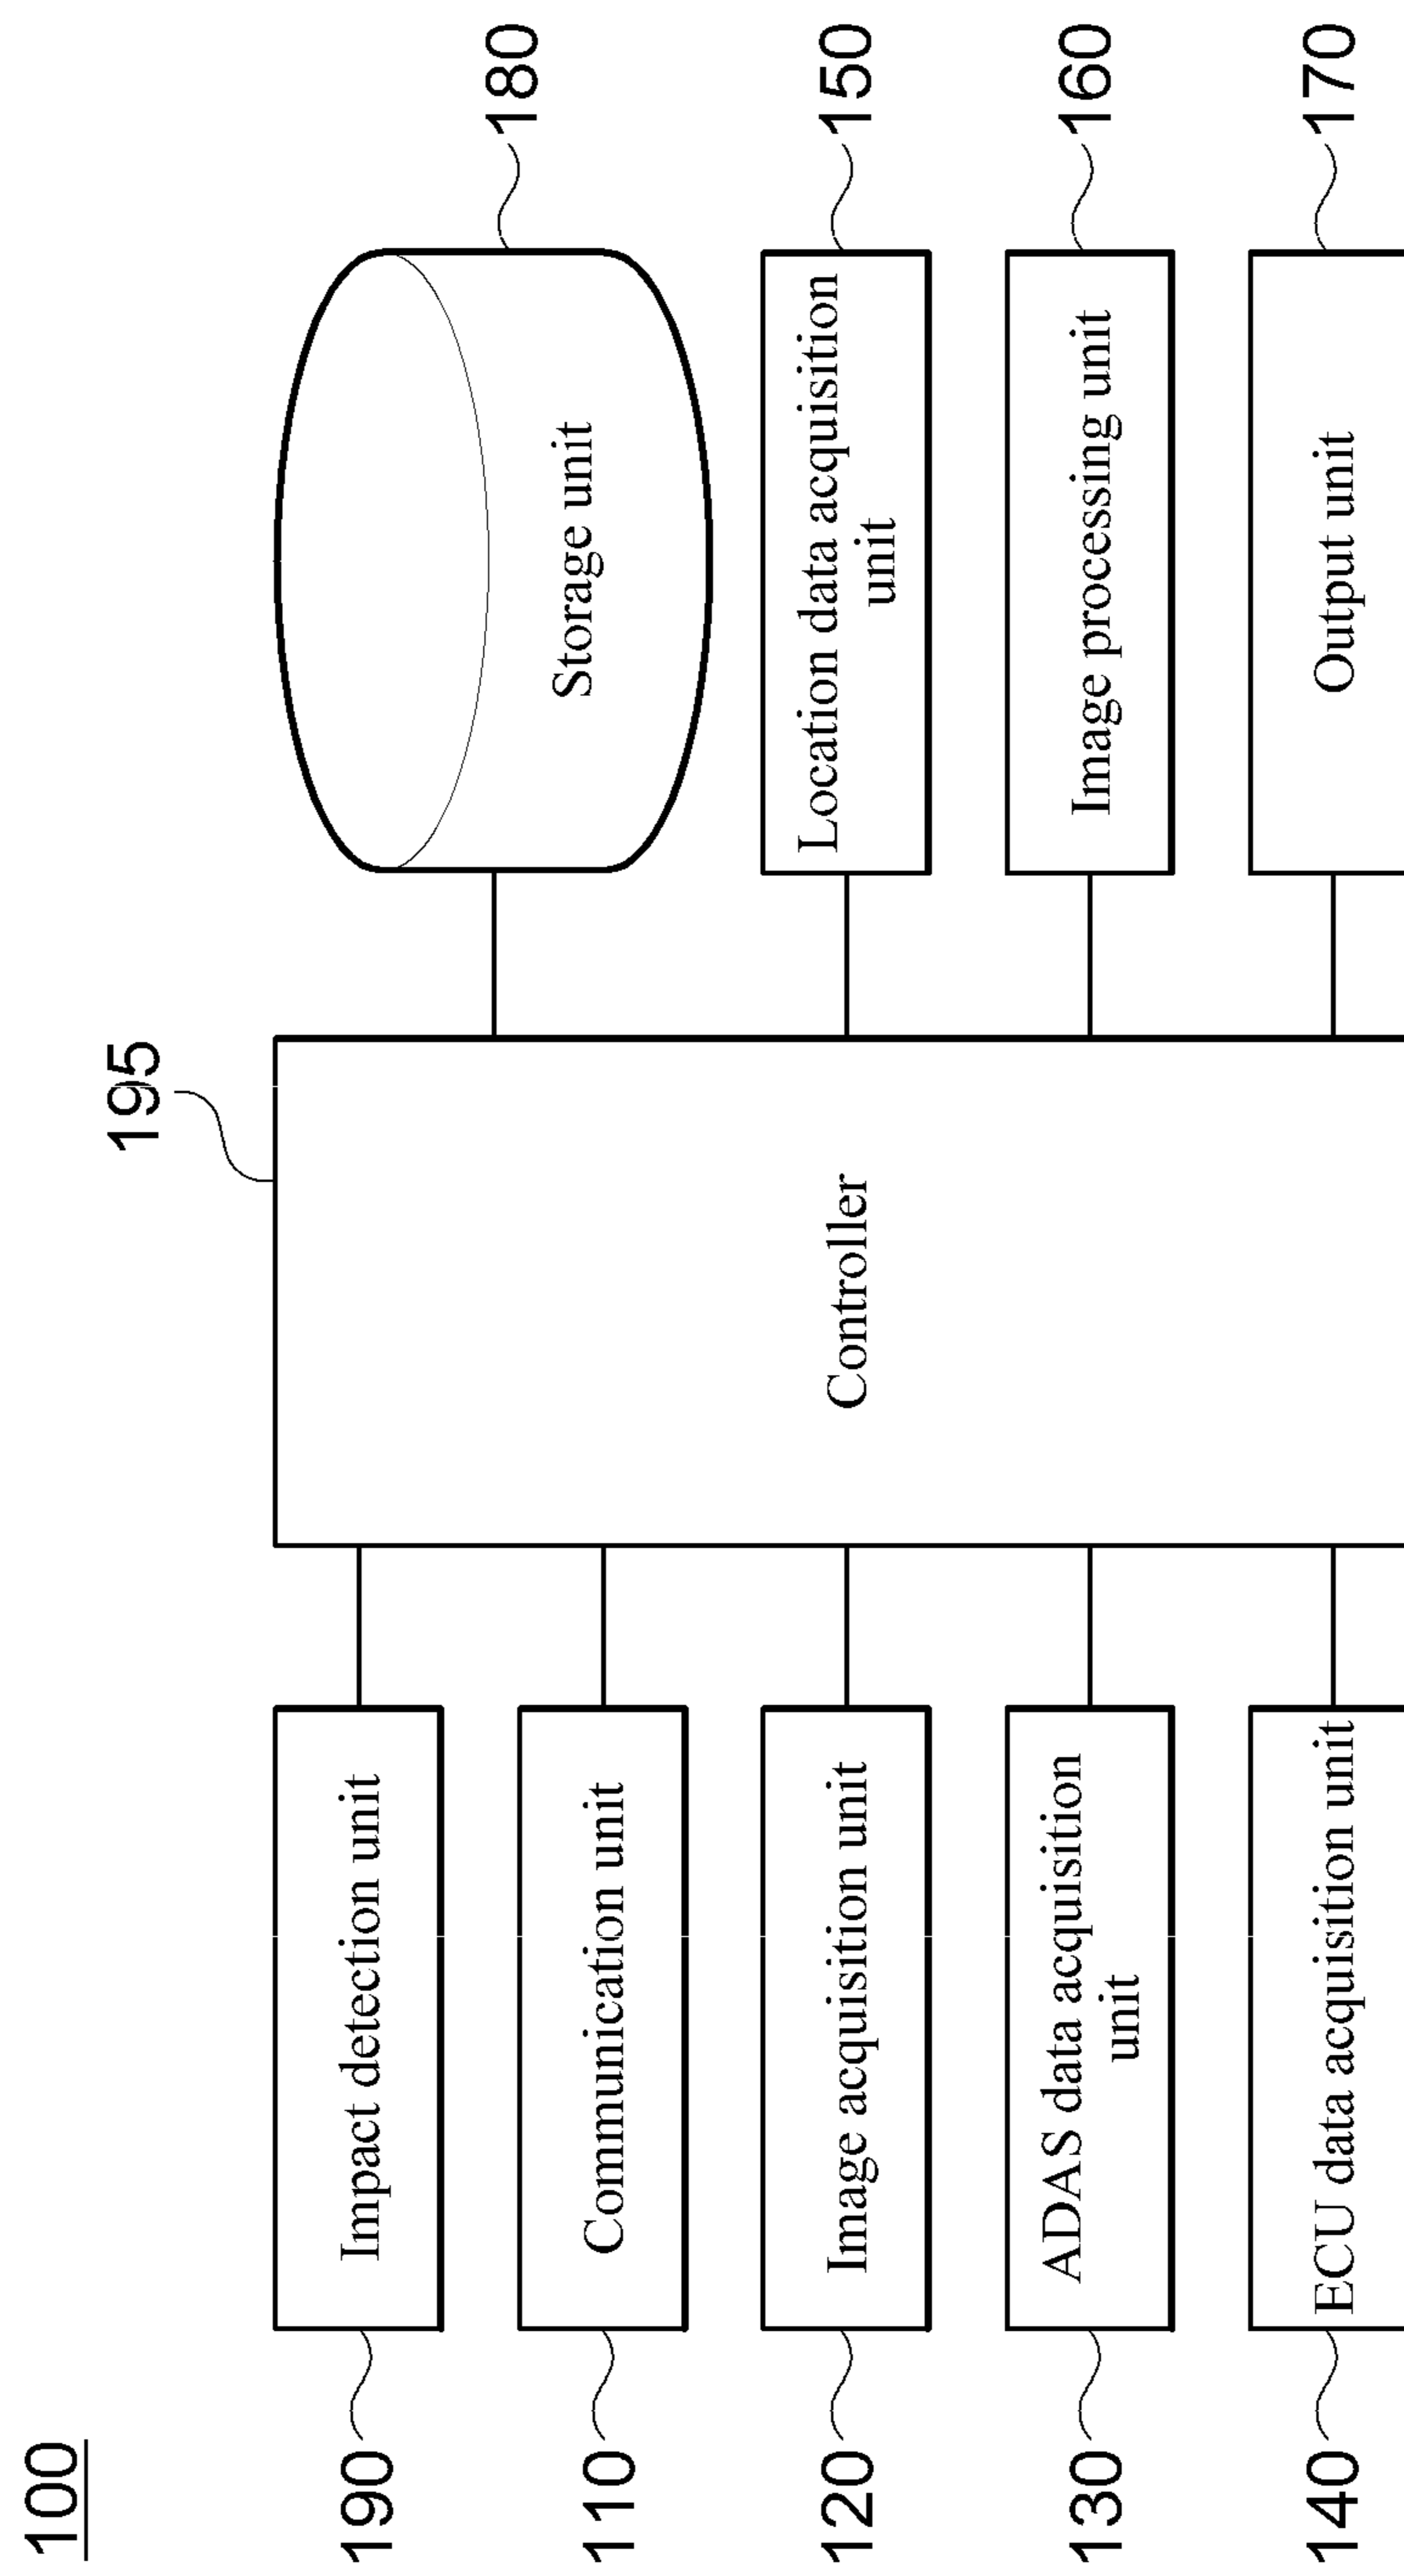 100
195
190
Impact detection unit
110
Communication unit
120
Image acquisition unit
130
ADAS data acquisition
unit
140
ECU data acquisition unit
Controller
Storage unit
180
Location data acquisition
unit
150
Image processing unit
160
Output unit
170